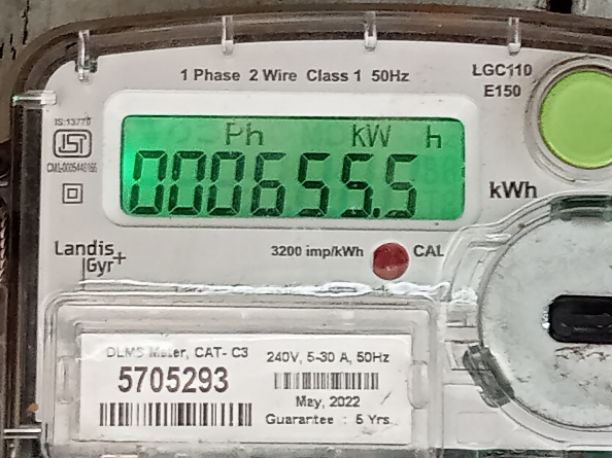 1 Phase 2 Wire Class 1 50Hz
LGC110
E150
IS:13779
ISI
Ph kW h
000655.5
kWh
Landis
Gyr+
3200 imp/kWh CAL
DLMS Meter, CAT- C3
5705293
240V, 5-30 A, 50Hz
May, 2022
Guarantee : 5 Yrs.